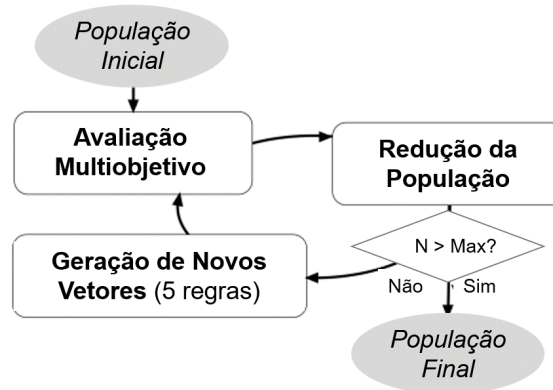 População
Inicial
Avaliação
Multiobjetivo
Redução da
População
N > Max?
Geração de Novos
Vetores (5 regras)
Não
Sim
População
Final